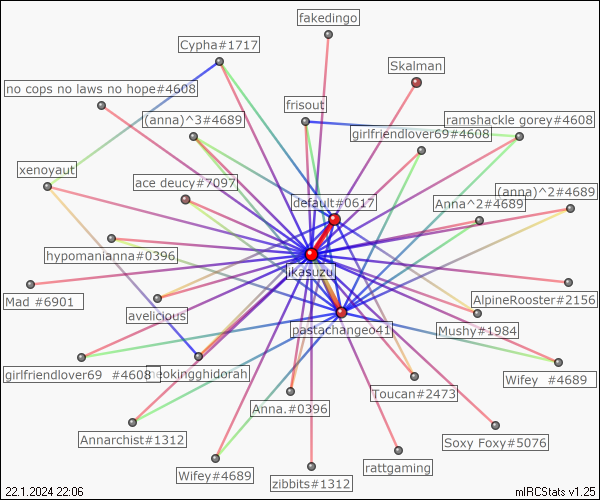 fakedingo
Cypha#1717
Skalman
no cops no laws no hope#4608
frisout
(anna)^3#4689
ramshackle gorey#4608
girlfriendlover69#4608
xenoyaut
ace deucy#7097
(anna)^2#4689
default#0617
Anna^2#4689
hypomanianna#0396
ikasuzu
Mad #6901
AlpineRooster#2156
avelicious
pastachangeo41
Mushy#1984
girlfriendlover69  #4608
neokingghidorah
Wifey  #4689
Toucan#2473
Anna.#0396
Annarchist#1312
Soxy Foxy#5076
Wifey#4689
rattgaming
zibbits#1312
22.1.2024 22:06
mIRCStats v1.25